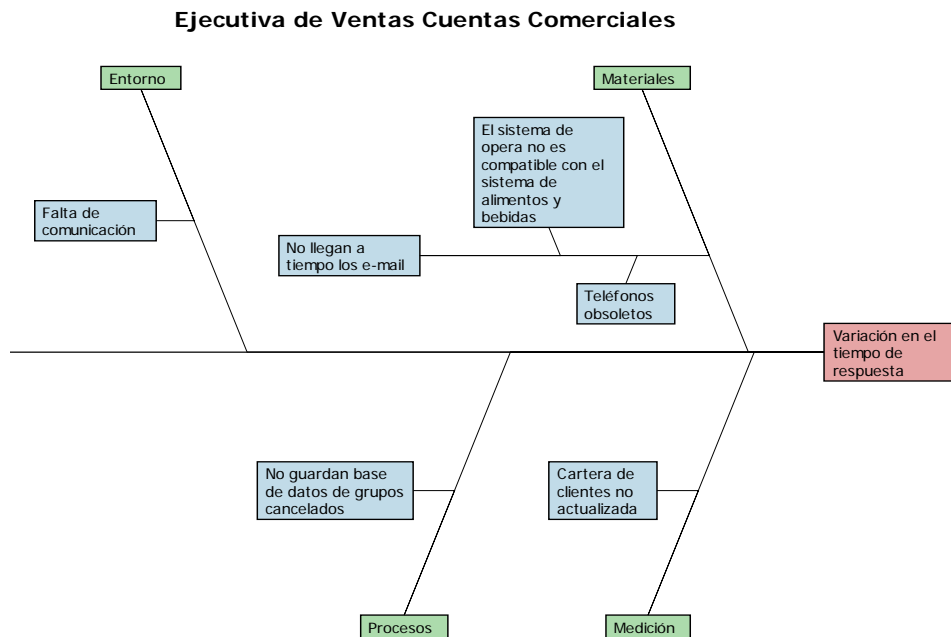 Ejecutiva de Ventas Cuentas Comerciales
Entorno
Materiales
El sistema de
opera no es
compatible con el
sistema de
alimentos y
bebidas
Falta de
comunicación
No llegan a
tiempo los e-mail
Teléfonos
obsoletos
Variación en el
tiempo de
respuesta
No guardan base
de datos de grupos
cancelados
Cartera de
clientes no
actualizada
Procesos
Medición